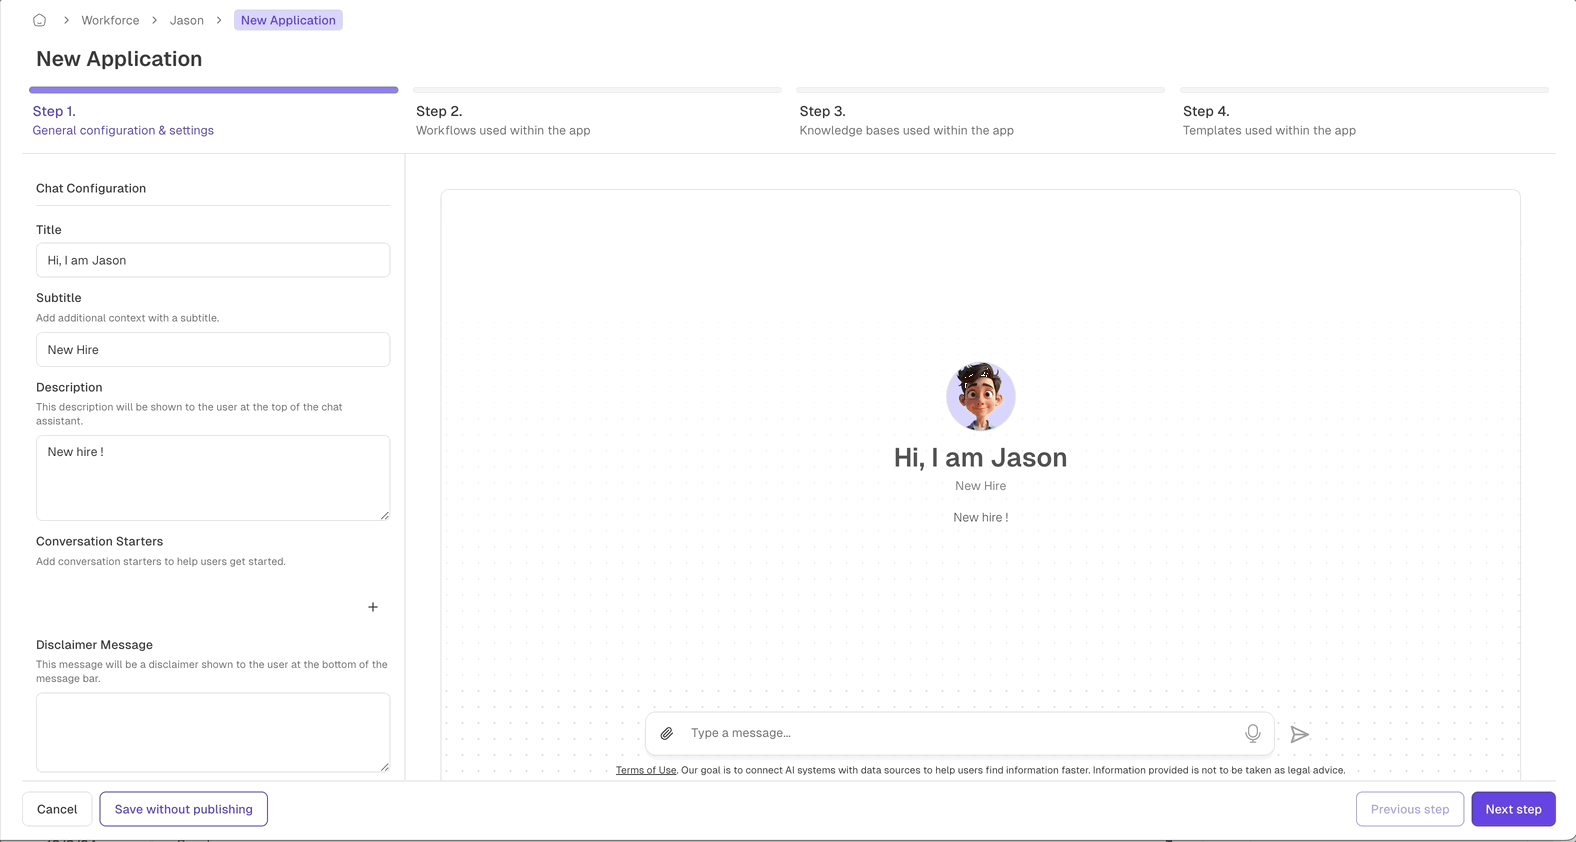 Workforce
Jason
New Application
New Application
Step 1.
General configuration & settings
Step 2.
Workflows used within the app
Step 3.
Knowledge bases used within the app
Step 4.
Templates used within the app
Chat Configuration
Title
Hi, I am Jason
Subtitle
Add additional context with a subtitle.
New Hire
Description
This description will be shown to the user at the top of the chat
assistant.
New hire !
Conversation Starters
Add conversation starters to help users get started.
+
Disclaimer Message
This message will be a disclaimer shown to the user at the bottom of the
message bar.
Hi, I am Jason
New Hire
New hire !
Type a message...
Terms of Use. Our goal is to connect AI systems with data sources to help users find information faster. Information provided is not to be taken as legal advice.
Cancel
Save without publishing
Previous step
Next step